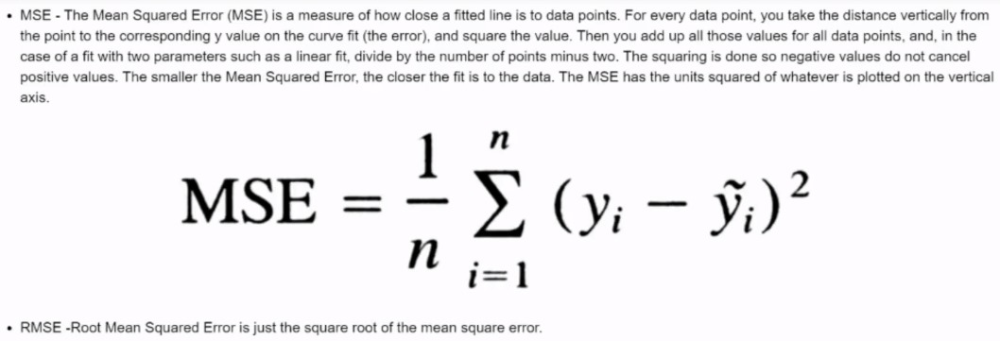 • MSE - The Mean Squared Error (MSE) is a measure of how close a fitted line is to data points. For every data point, you take the distance vertically from
the point to the corresponding y value on the curve fit (the error), and square the value. Then you add up all those values for all data points, and, in the
case of a fit with two parameters such as a linear fit, divide by the number of points minus two. The squaring is done so negative values do not cancel
positive values. The smaller the Mean Squared Error, the closer the fit is to the data. The MSE has the units squared of whatever is plotted on the vertical
axis.
MSE = 1/n ∑ n i=1 (yᵢ − ỹᵢ)²
• RMSE -Root Mean Squared Error is just the square root of the mean square error.